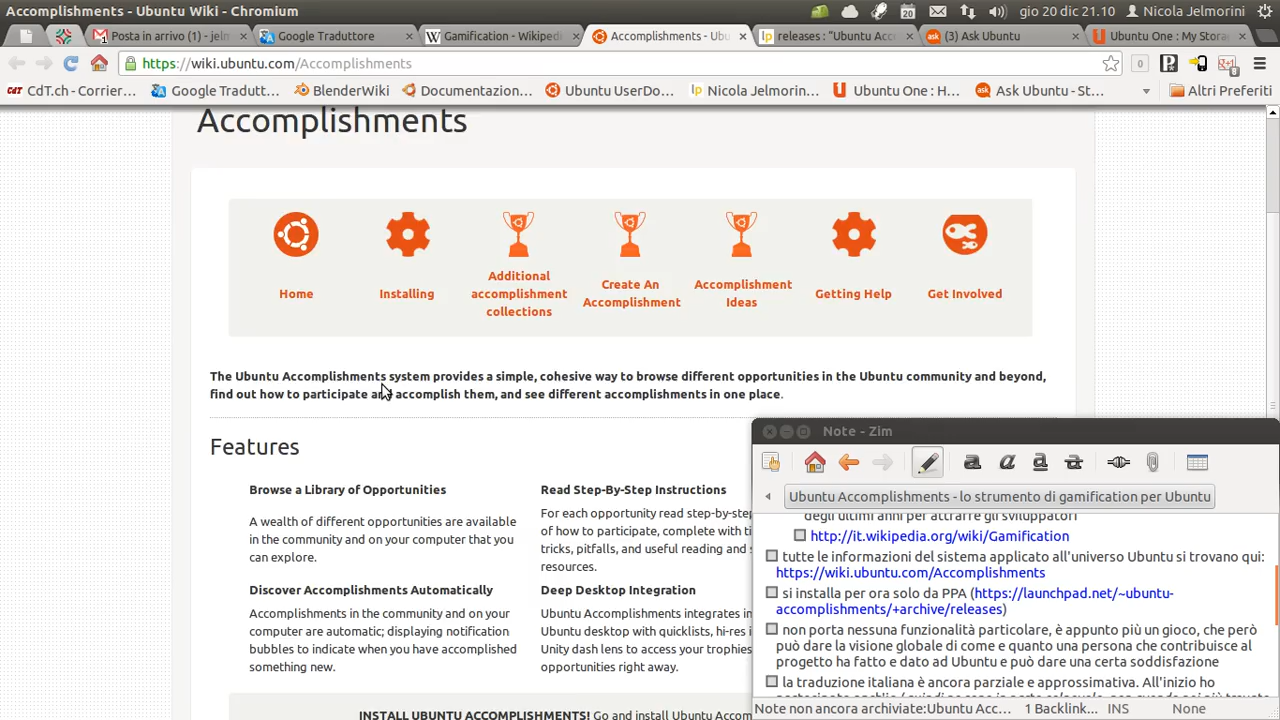 Accomplishments - Ubuntu Wiki - Chromium
20
gio 20 dic 21.10
Nicola Jelmorini
1
Posta in arrivo (1) - jelm
Google Traduttore
Gamification - Wikipedi
Accomplishments - Ub
releases : "Ubuntu Acc
(3) Ask Ubuntu
Ubuntu One : My Stora
https://wiki.ubuntu.com/Accomplishments
0
8
CdT.ch - Corrier...
Google Tradutt...
BlenderWiki
Documentazion...
Ubuntu UserDo...
Nicola Jelmorin...
Ubuntu One : H...
Ask Ubuntu - St...
Altri Preferiti
Accomplishments
Home
Installing
Additional
accomplishment
collections
Create An
Accomplishment
Accomplishment
Ideas
Getting Help
Get Involved
The Ubuntu Accomplishments system provides a simple, cohesive way to browse different opportunities in the Ubuntu community and beyond,
find out how to participate and accomplish them, and see different accomplishments in one place.
Features
Browse a Library of Opportunities
A wealth of different opportunities are available
in the community and on your computer that you
can explore.
Discover Accomplishments Automatically
Accomplishments in the community and on your
computer are automatic; displaying notification
bubbles to indicate when you have accomplished
something new.
Read Step-By-Step Instructions
For each opportunity read step-by-step
of how to participate, complete with ti
tricks, pitfalls, and useful reading and s
resources.
Deep Desktop Integration
Ubuntu Accomplishments integrates in
Ubuntu desktop with quicklists, hi-res i
Unity dash lens to access your trophies
opportunities right away.
INSTALL UBUNTU ACCOMPLISHMENTS! Go and install Ubuntu Accom
Note - Zim
Ubuntu Accomplishments - lo strumento di gamification per Ubuntu
degli ultimi anni per attrarre gli sviluppatori
http://it.wikipedia.org/wiki/Gamification
tutte le informazioni del sistema applicato all'universo Ubuntu si trovano qui:
https://wiki.ubuntu.com/Accomplishments
si installa per ora solo da PPA (https://launchpad.net/~ubuntu-
accomplishments/+archive/releases)
non porta nessuna funzionalità particolare, è appunto più un gioco, che però
può dare la visione globale di come e quanto una persona che contribuisce al
progetto ha fatto e dato ad Ubuntu e può dare una certa soddisfazione
la traduzione italiana è ancora parziale e approssimativa. All'inizio ho
Note non ancora archiviate:Ubuntu Acc...
1 Backlink...
INS
None